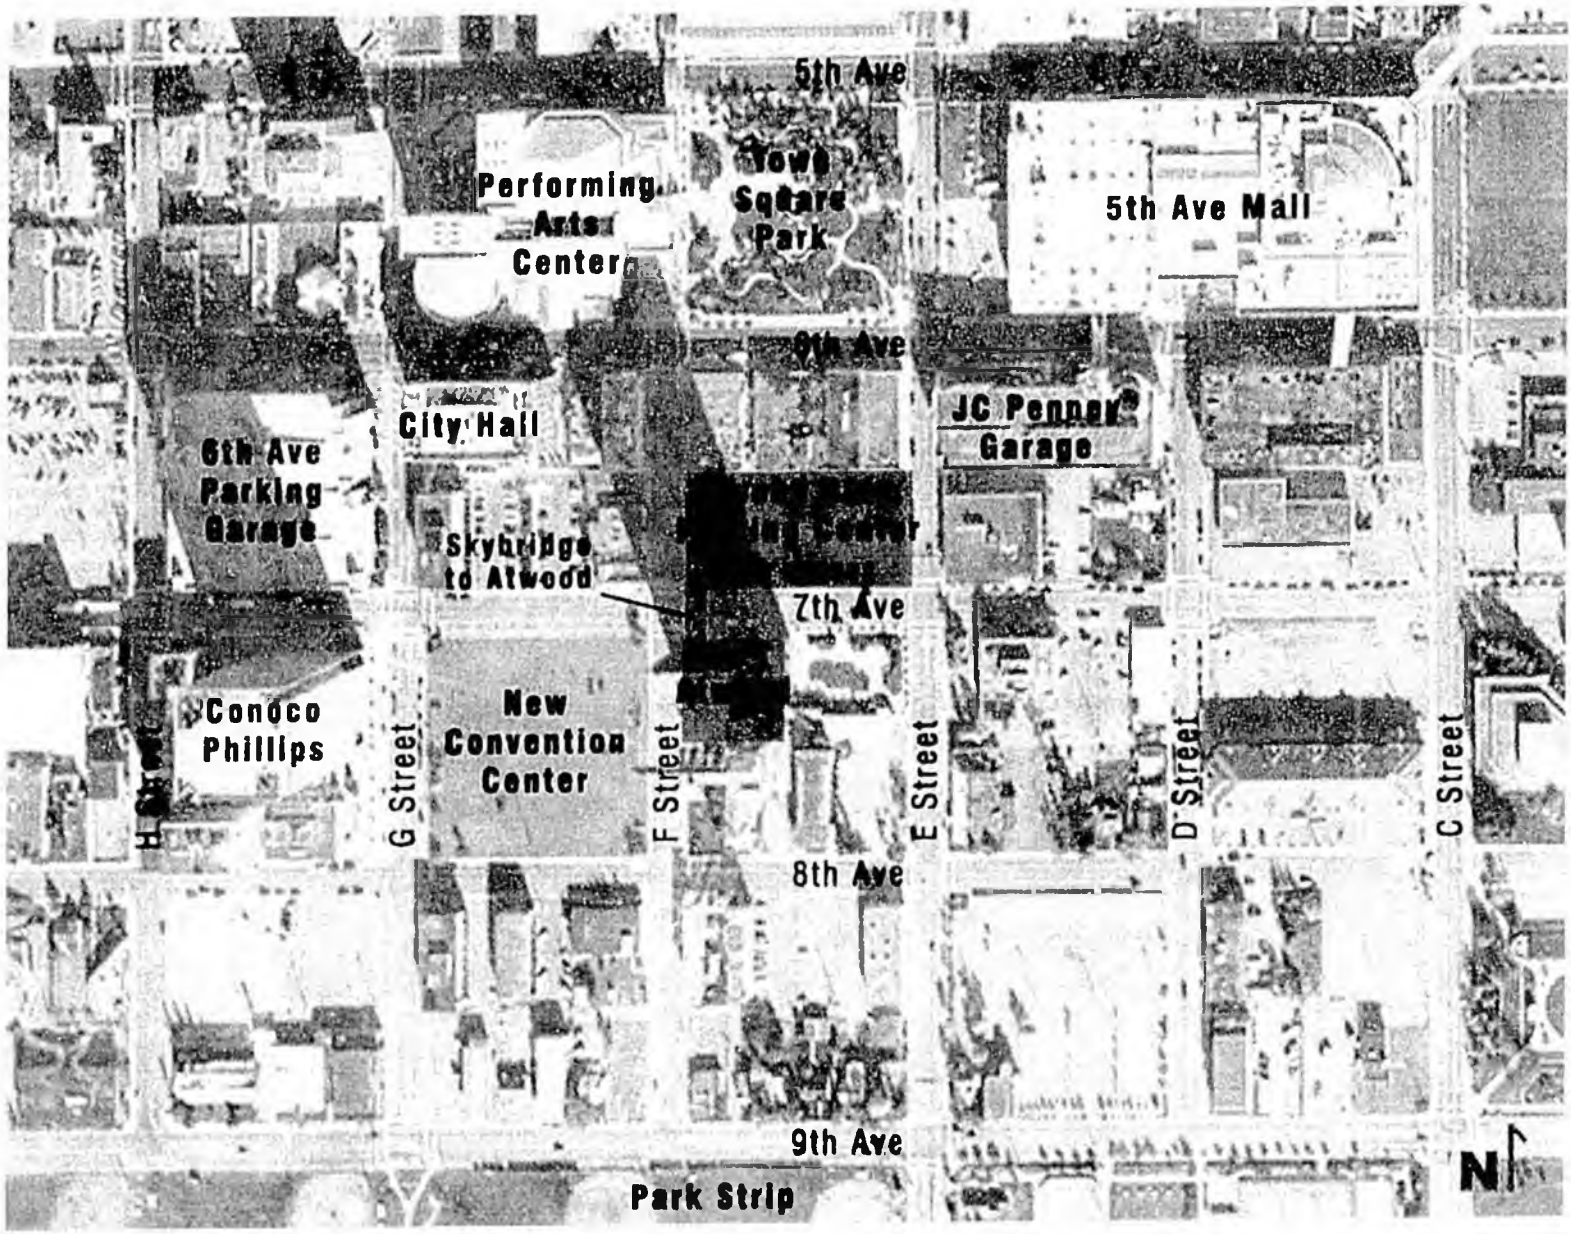 5th Ave
Performing
Arts
Center
Town
Square
Park
5th Ave Mall
6th Ave
City Hall
JC Penney
Garage
6th Ave
Parking
Garage
Skybridge
to Atwood
Center
7th Ave
Conoco
Phillips
New
Convention
Center
H Street
G Street
F Street
E Street
D Street
C Street
8th Ave
9th Ave
Park Strip
N